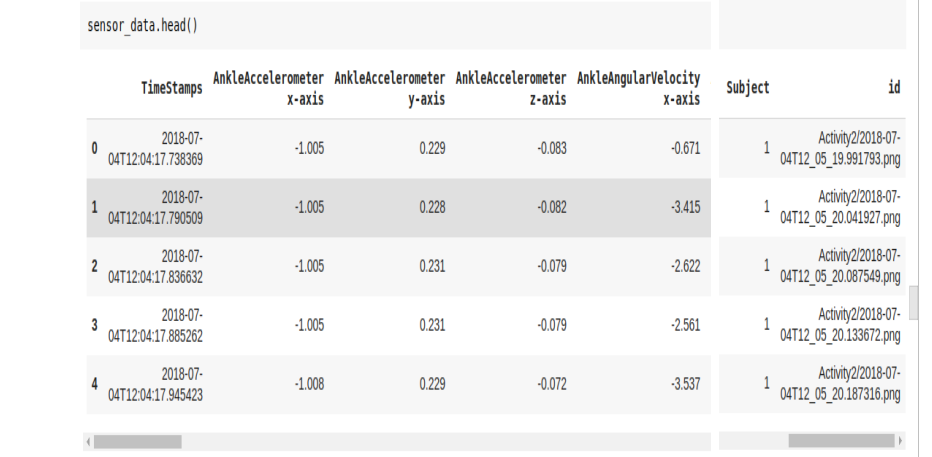 sensor_data.head()
TimeStamps AnkleAccelerometer x-axis AnkleAccelerometer y-axis AnkleAccelerometer z-axis AnkleAngularVelocity x-axis Subject id
0 2018-07-04T12:04:17.738369 -1.005 0.229 -0.083 -0.671 1 Activity2/2018-07-04T12_05_19.991793.png
1 2018-07-04T12:04:17.790509 -1.005 0.228 -0.082 -3.415 1 Activity2/2018-07-04T12_05_20.041927.png
2 2018-07-04T12:04:17.836632 -1.005 0.231 -0.079 -2.622 1 Activity2/2018-07-04T12_05_20.087549.png
3 2018-07-04T12:04:17.885262 -1.005 0.231 -0.079 -2.561 1 Activity2/2018-07-04T12_05_20.133672.png
4 2018-07-04T12:04:17.945423 -1.008 0.229 -0.072 -3.537 1 Activity2/2018-07-04T12_05_20.187316.png